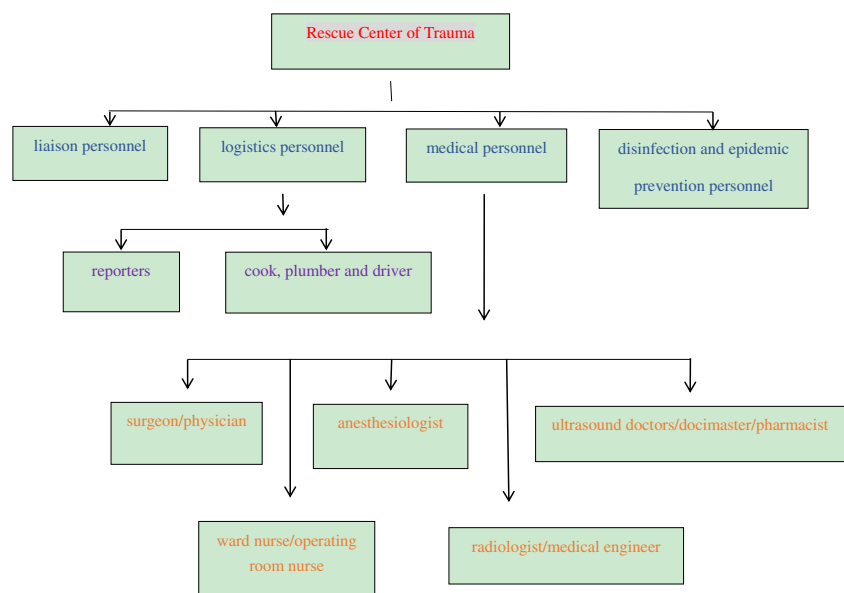 Rescue Center of Trauma
liaison personnel
logistics personnel
medical personnel
disinfection and epidemic
prevention personnel
reporters
cook, plumber and driver
surgeon/physician
anesthesiologist
ultrasound doctors/docimaster/pharmacist
ward nurse/operating
room nurse
radiologist/medical engineer